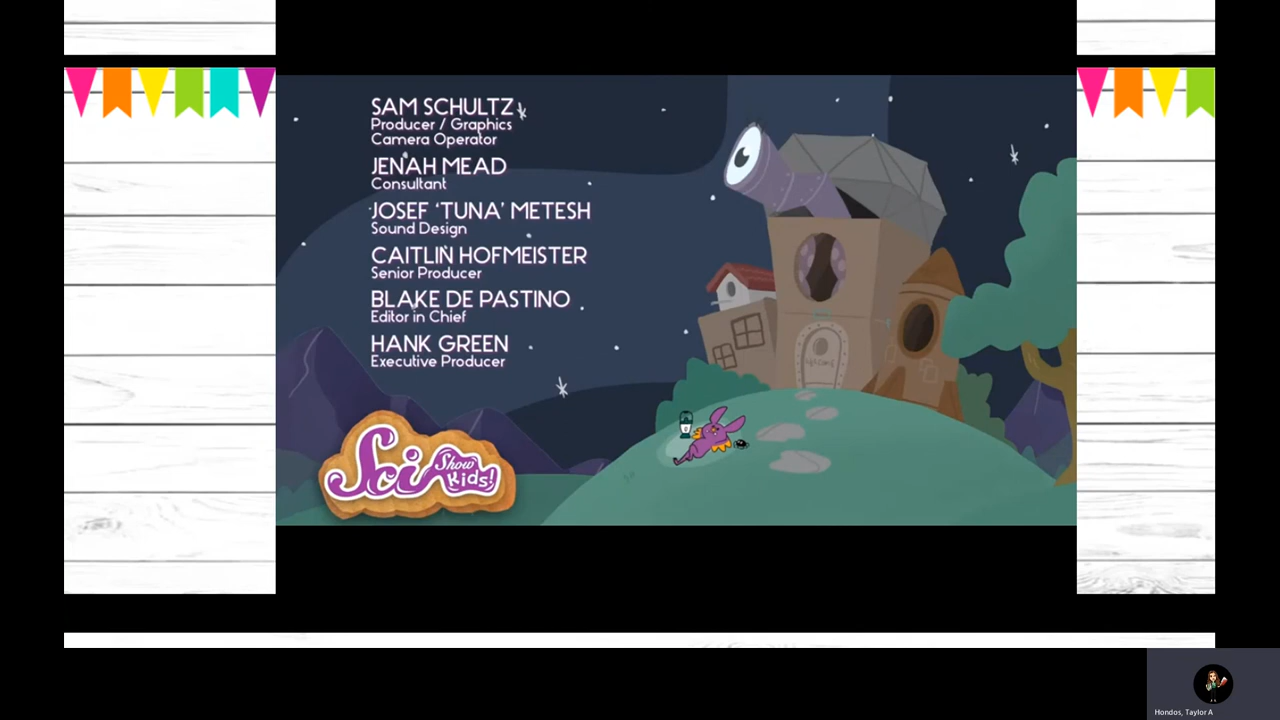 SAM SCHULTZ
Producer / Graphics
Camera Operator
JENAH MEAD
Consultant
JOSEF 'TUNA' METESH
Sound Design
CAITLIN HOFMEISTER
Senior Producer
BLAKE DE PASTINO
Editor in Chief
HANK GREEN
Executive Producer
Sci Show
Kids!
WELCOME
Hondos, Taylor A